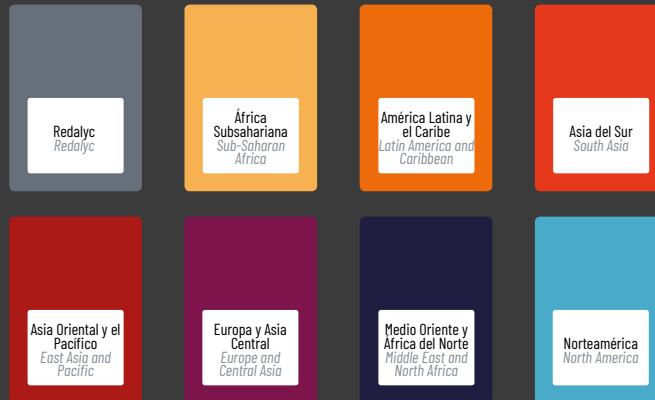 Redalyc
Redalyc
África
Subsahariana
Sub-Saharan
Africa
América Latina y
el Caribe
Latin America and
Caribbean
Asia del Sur
South Asia
Asia Oriental y el
Pacífico
East Asia and
Pacific
Europa y Asia
Central
Europe and
Central Asia
Medio Oriente y
África del Norte
Middle East and
North Africa
Norteamérica
North America